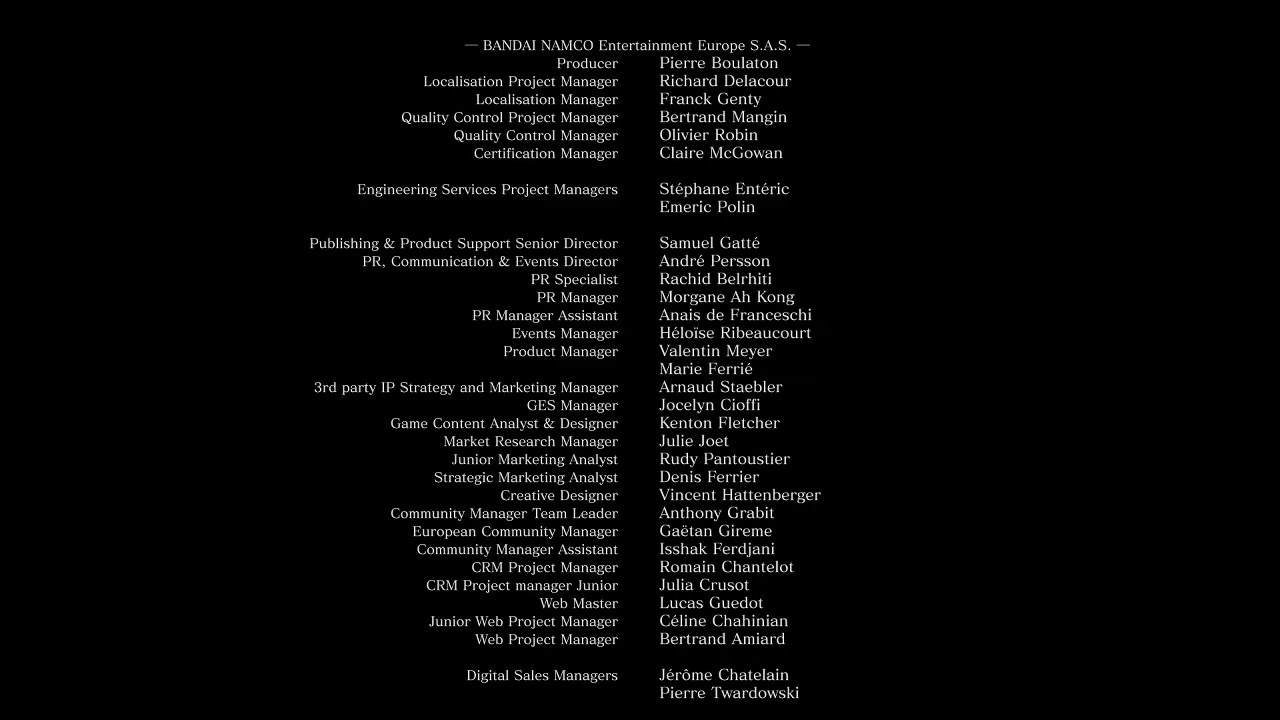 — BANDAI NAMCO Entertainment Europe S.A.S. —
Producer Pierre Boulaton
Localisation Project Manager Richard Delacour
Localisation Manager Franck Genty
Quality Control Project Manager Bertrand Mangin
Quality Control Manager Olivier Robin
Certification Manager Claire McGowan
Engineering Services Project Managers Stéphane Entéric
Emeric Polin
Publishing & Product Support Senior Director Samuel Gatté
PR, Communication & Events Director André Persson
PR Specialist Rachid Belrhiti
PR Manager Morgane Ah Kong
PR Manager Assistant Anais de Franceschi
Events Manager Héloïse Ribeaucourt
Product Manager Valentin Meyer
Marie Ferrié
3rd party IP Strategy and Marketing Manager Arnaud Staebler
GES Manager Jocelyn Cioffi
Game Content Analyst & Designer Kenton Fletcher
Market Research Manager Julie Joet
Junior Marketing Analyst Rudy Pantoustier
Strategic Marketing Analyst Denis Ferrier
Creative Designer Vincent Hattenberger
Community Manager Team Leader Anthony Grabit
European Community Manager Gaëtan Gireme
Community Manager Assistant Isshak Ferdjani
CRM Project Manager Romain Chantelot
CRM Project manager Junior Julia Crusot
Web Master Lucas Guedot
Junior Web Project Manager Céline Chahinian
Web Project Manager Bertrand Amiard
Digital Sales Managers Jérôme Chatelain
Pierre Twardowski